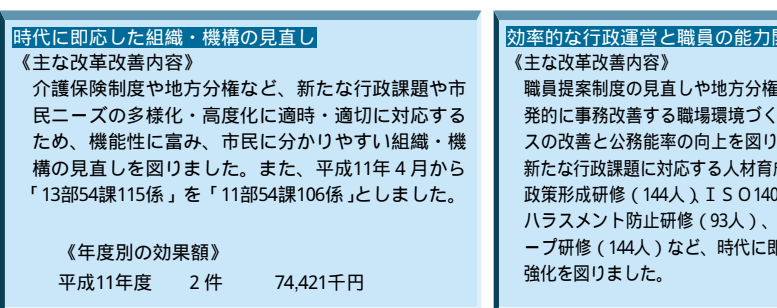 時代に即応した組織・機構の見直し
《主な改革改善内容》
介護保険制度や地方分権など、新たな行政課題や市
民ニーズの多様化・高度化に適時・適切に対応する
ため、機能性に富み、市民に分かりやすい組織・機
構の見直しを図りました。また、平成11年４月から
「13部54課115係」を「11部54課106係」としました。
《年度別の効果額》
平成11年度　２件　74,421千円
効率的な行政運営と職員の能力
《主な改革改善内容》
職員提案制度の見直しや地方分権
発的に事務改善する職場環境づく
スの改善と公務能率の向上を図り
新たな行政課題に対応する人材育
政策形成研修（144人）、ＩＳＯ140
ハラスメント防止研修（93人）、
ープ研修（144人）など、時代に即
強化を図りました。